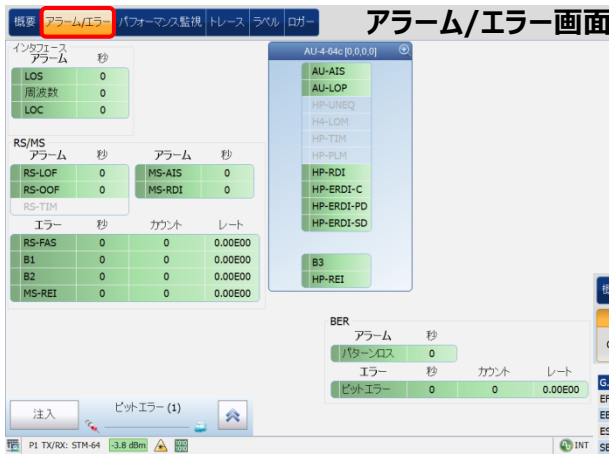 概要 アラーム/エラー パフォーマンス監視 トレース ラベル ロガー
アラーム/エラー画面
インタフェース
アラーム 秒
LOS 0
周波数 0
LOC 0
RS/MS
アラーム 秒 アラーム 秒
RS-LOF 0 MS-AIS 0
RS-OOF 0 MS-RDI 0
RS-TIM
エラー 秒 カウント レート
RS-FAS 0 0 0.00E00
B1 0 0 0.00E00
B2 0 0 0.00E00
MS-REI 0 0 0.00E00
AU-4-64c [0,0,0,0]
AU-AIS
AU-LOP
HP-UNEQ
H4-LOM
HP-TIM
HP-PLM
HP-RDI
HP-ERDI-C
HP-ERDI-PD
HP-ERDI-SD
B3
HP-REI
BER
アラーム 秒
パターンロス 0
エラー 秒 カウント レート
ビットエラー 0 0 0.00E00
注入 ビットエラー (1)
P1 TX/RX: STM-64 -3.8 dBm INT